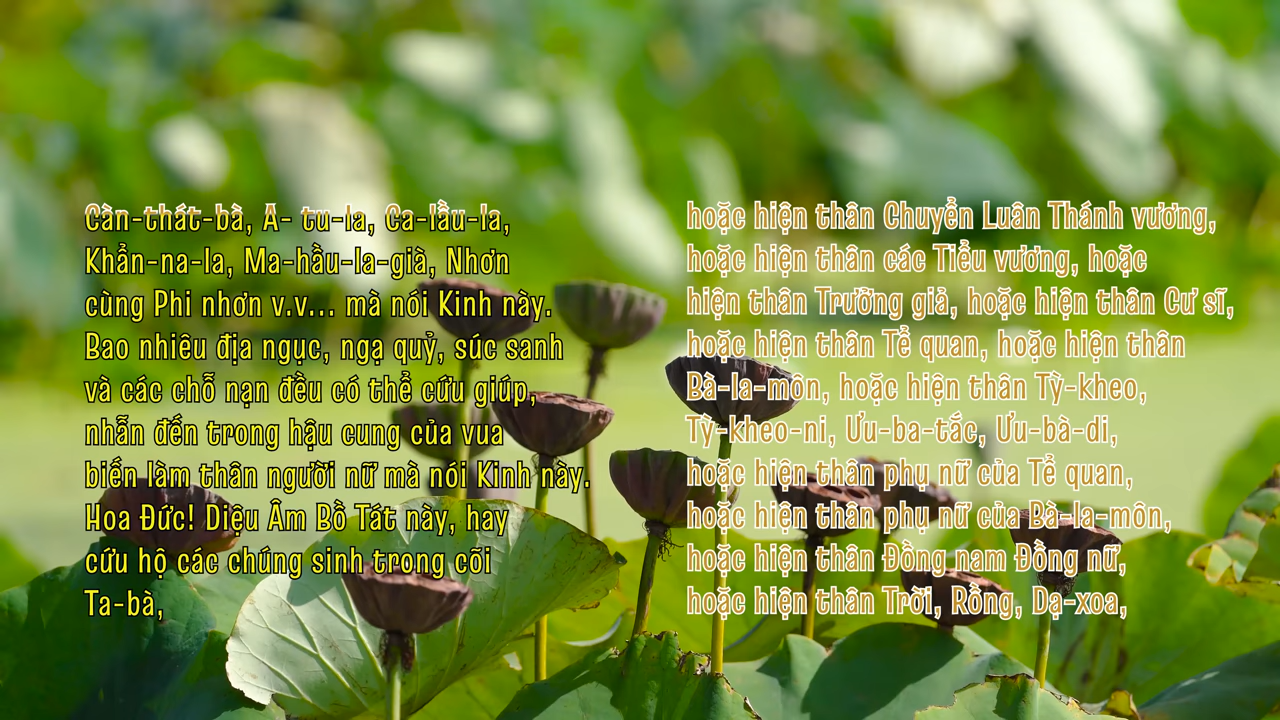 Càn-thát-bà, A- tu-la, Ca-lầu-la,
Khẩn-na-la, Ma-hầu-la-già, Nhơn
cùng Phi nhơn v.v... mà nói Kinh này.
Bao nhiêu địa ngục, ngạ quỷ, súc sanh
và các chỗ nạn đều có thể cứu giúp,
nhẫn đến trong hậu cung của vua
biến làm thân người nữ mà nói Kinh này.
Hoa Đức! Diệu Âm Bồ Tát này, hay
cứu hộ các chúng sinh trong cõi
Ta-bà,
hoặc hiện thân Chuyển Luân Thánh vương,
hoặc hiện thân các Tiểu vương, hoặc
hiện thân Trưởng giả, hoặc hiện thân Cư sĩ,
hoặc hiện thân Tể quan, hoặc hiện thân
Bà-la-môn, hoặc hiện thân Tỳ-kheo,
Tỳ-kheo-ni, Ưu-ba-tắc, Ưu-bà-di,
hoặc hiện thân phụ nữ của Tể quan,
hoặc hiện thân phụ nữ của Bà-la-môn,
hoặc hiện thân Đồng nam Đồng nữ,
hoặc hiện thân Trời, Rồng, Dạ-xoa,